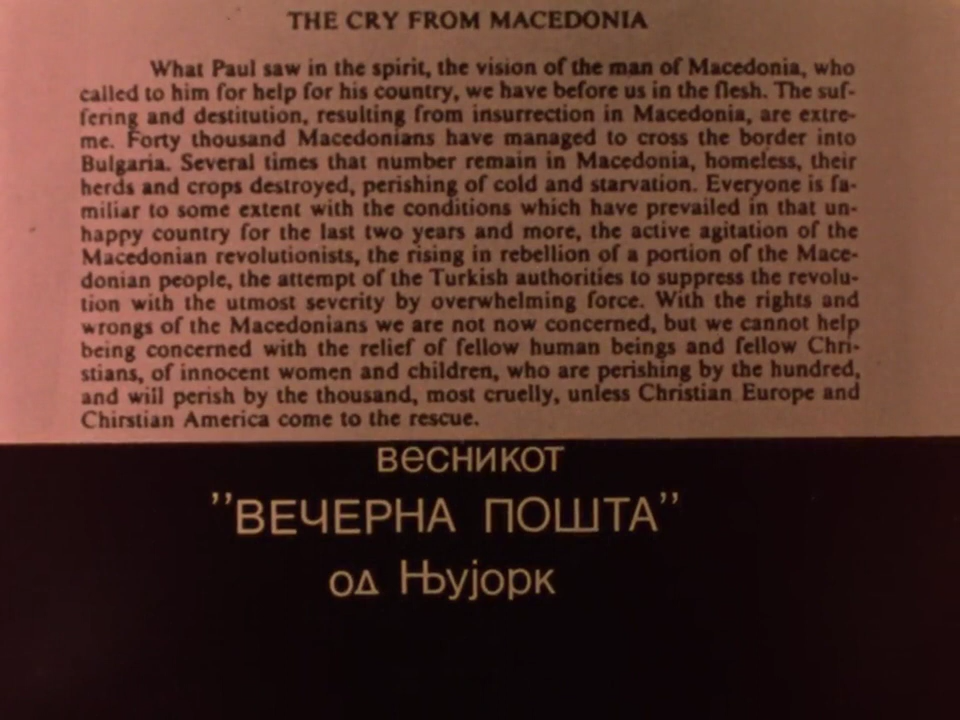 THE CRY FROM MACEDONIA
What Paul saw in the spirit, the vision of the man of Macedonia, who
called to him for help for his country, we have before us in the flesh. The suf-
fering and destitution, resulting from insurrection in Macedonia, are extre-
me. Forty thousand Macedonians have managed to cross the border into
Bulgaria. Several times that number remain in Macedonia, homeless, their
herds and crops destroyed, perishing of cold and starvation. Everyone is fa-
miliar to some extent with the conditions which have prevailed in that un-
happy country for the last two years and more, the active agitation of the
Macedonian revolutionists, the rising in rebellion of a portion of the Mace-
donian people, the attempt of the Turkish authorities to suppress the revolu-
tion with the utmost severity by overwhelming force. With the rights and
wrongs of the Macedonians we are not now concerned, but we cannot help
being concerned with the relief of fellow human beings and fellow Chri-
stians, of innocent women and children, who are perishing by the hundred,
and will perish by the thousand, most cruelly, unless Christian Europe and
Chirstian America come to the rescue.
весникот
"ВЕЧЕРНА ПОШТА"
од Њујорк